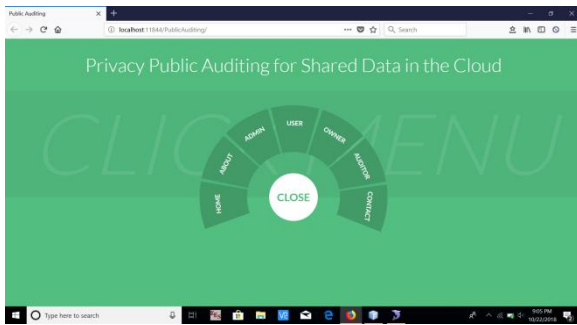 Public Auditing
localhost:11844/PublicAuditing/
Search
Privacy Public Auditing for Shared Data in the Cloud
CLICK MENU
HOME
ABOUT
ADMIN
USER
OWNER
AUDITOR
CONTACT
CLOSE
Type here to search
9:05 PM
10/22/2018